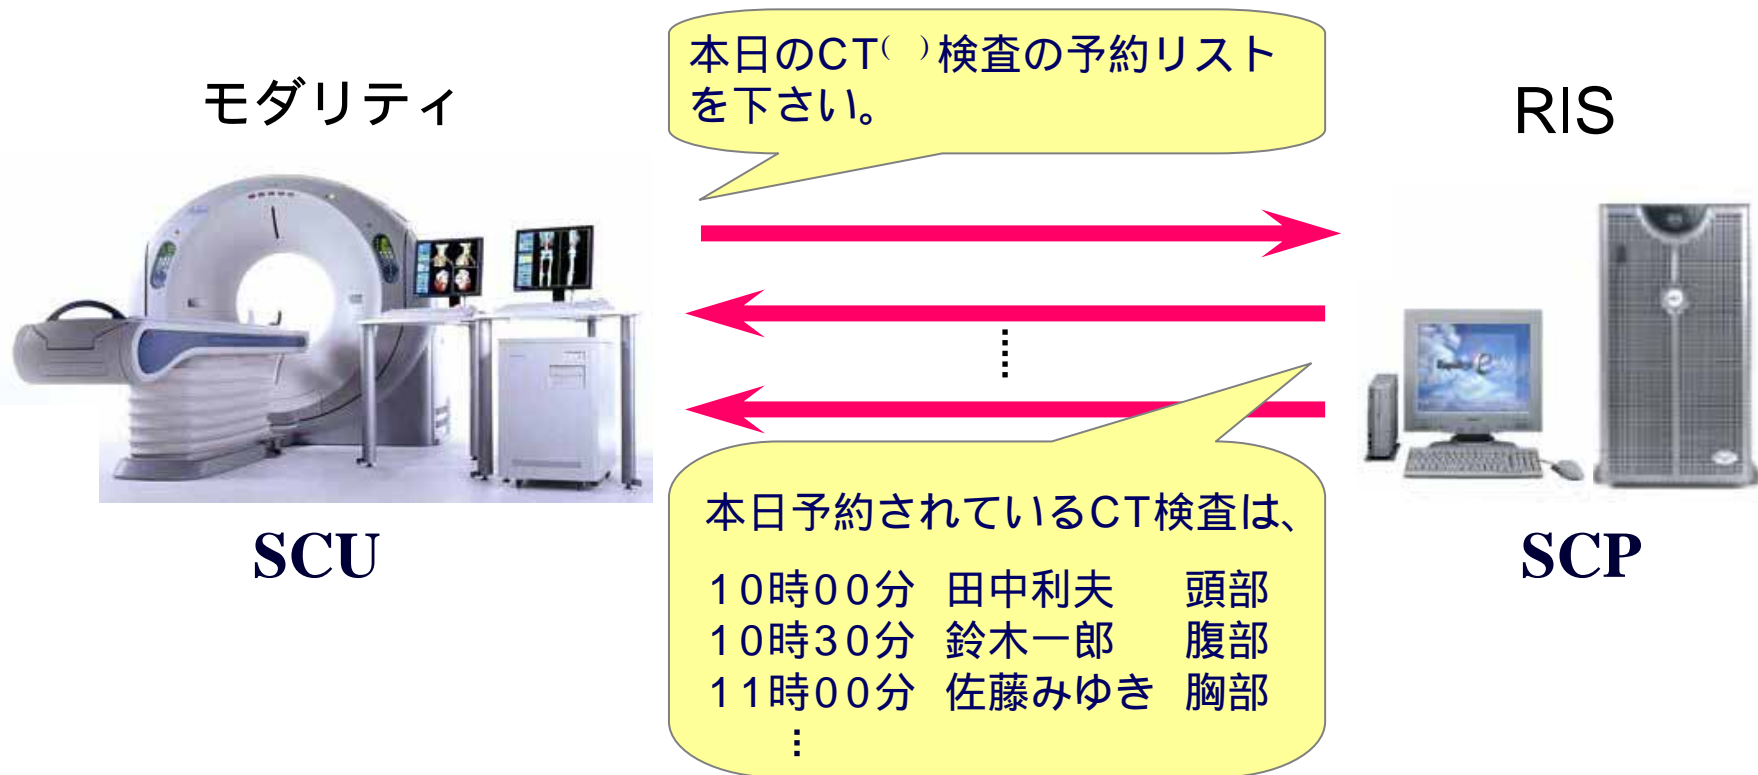 モダリティ
本日のCT( )検査の予約リスト
を下さい。
RIS
本日予約されているCT検査は、
10時00分 田中利夫 頭部
10時30分 鈴木一郎 腹部
11時00分 佐藤みゆき 胸部
⋮
SCU
SCP